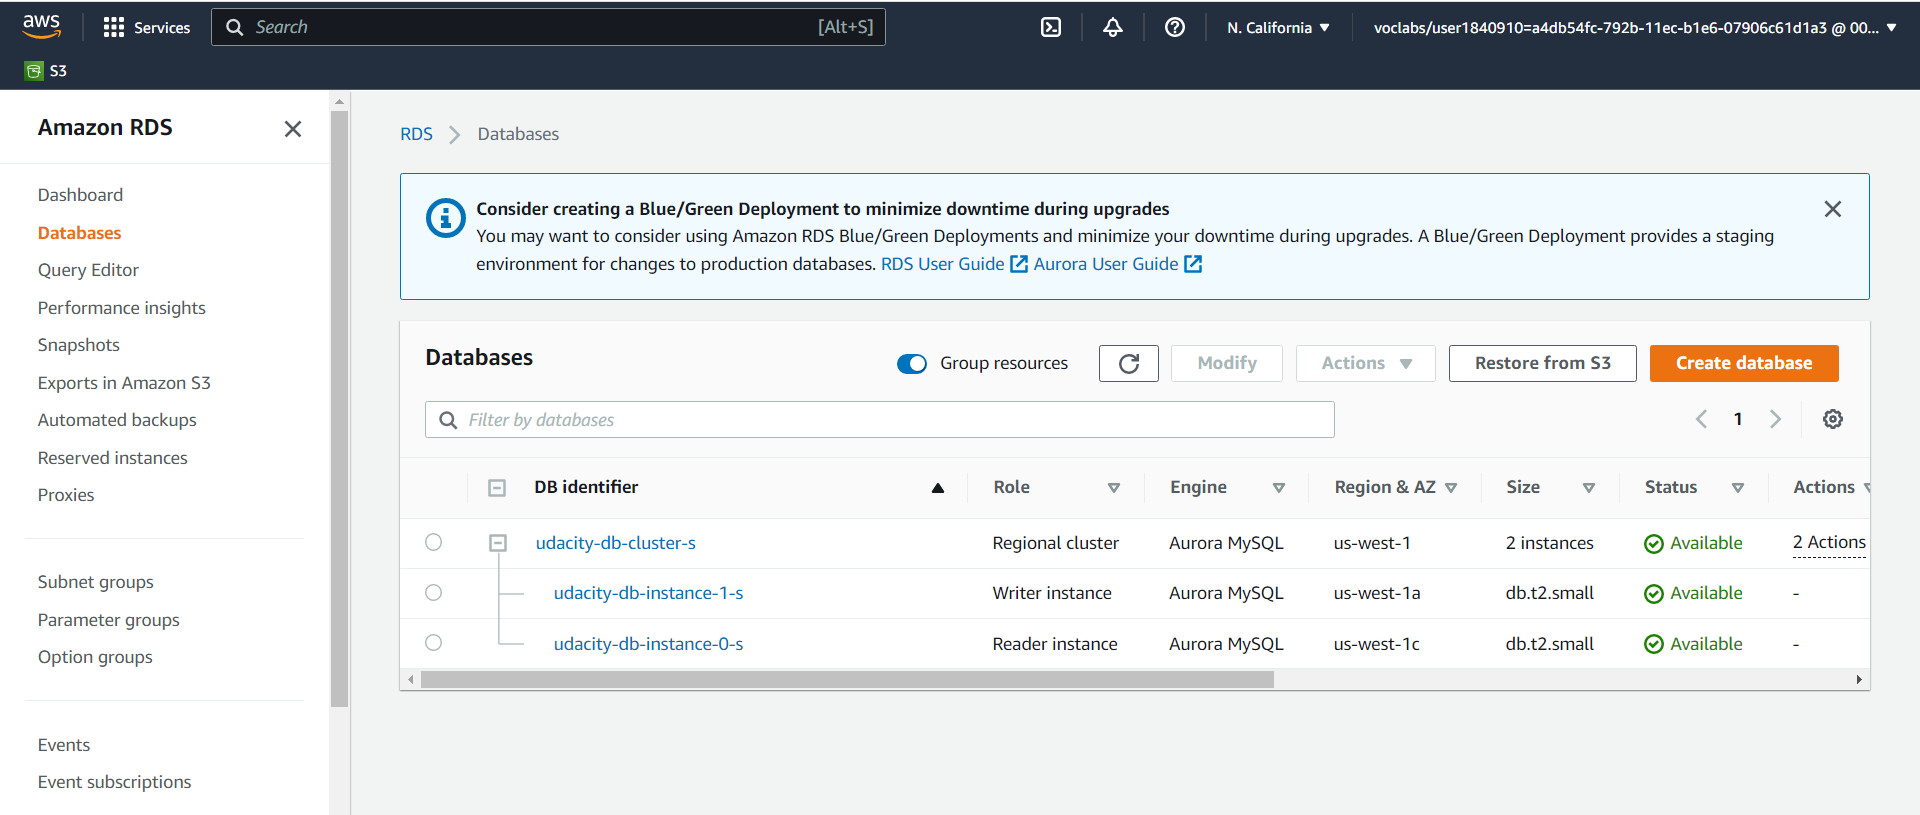 aws
Services
Search [Alt+S]
N. California
voclabs/user1840910=a4db54fc-792b-11ec-b1e6-07906c61d1a3 @ 00...
S3
Amazon RDS
Dashboard
Databases
Query Editor
Performance insights
Snapshots
Exports in Amazon S3
Automated backups
Reserved instances
Proxies
Subnet groups
Parameter groups
Option groups
Events
Event subscriptions
RDS > Databases
Consider creating a Blue/Green Deployment to minimize downtime during upgrades
You may want to consider using Amazon RDS Blue/Green Deployments and minimize your downtime during upgrades. A Blue/Green Deployment provides a staging
environment for changes to production databases. RDS User Guide Aurora User Guide
Databases
Group resources
Modify
Actions
Restore from S3
Create database
Filter by databases
1
DB identifier Role Engine Region & AZ Size Status Actions
udacity-db-cluster-s Regional cluster Aurora MySQL us-west-1 2 instances Available 2 Actions
udacity-db-instance-1-s Writer instance Aurora MySQL us-west-1a db.t2.small Available -
udacity-db-instance-0-s Reader instance Aurora MySQL us-west-1c db.t2.small Available -